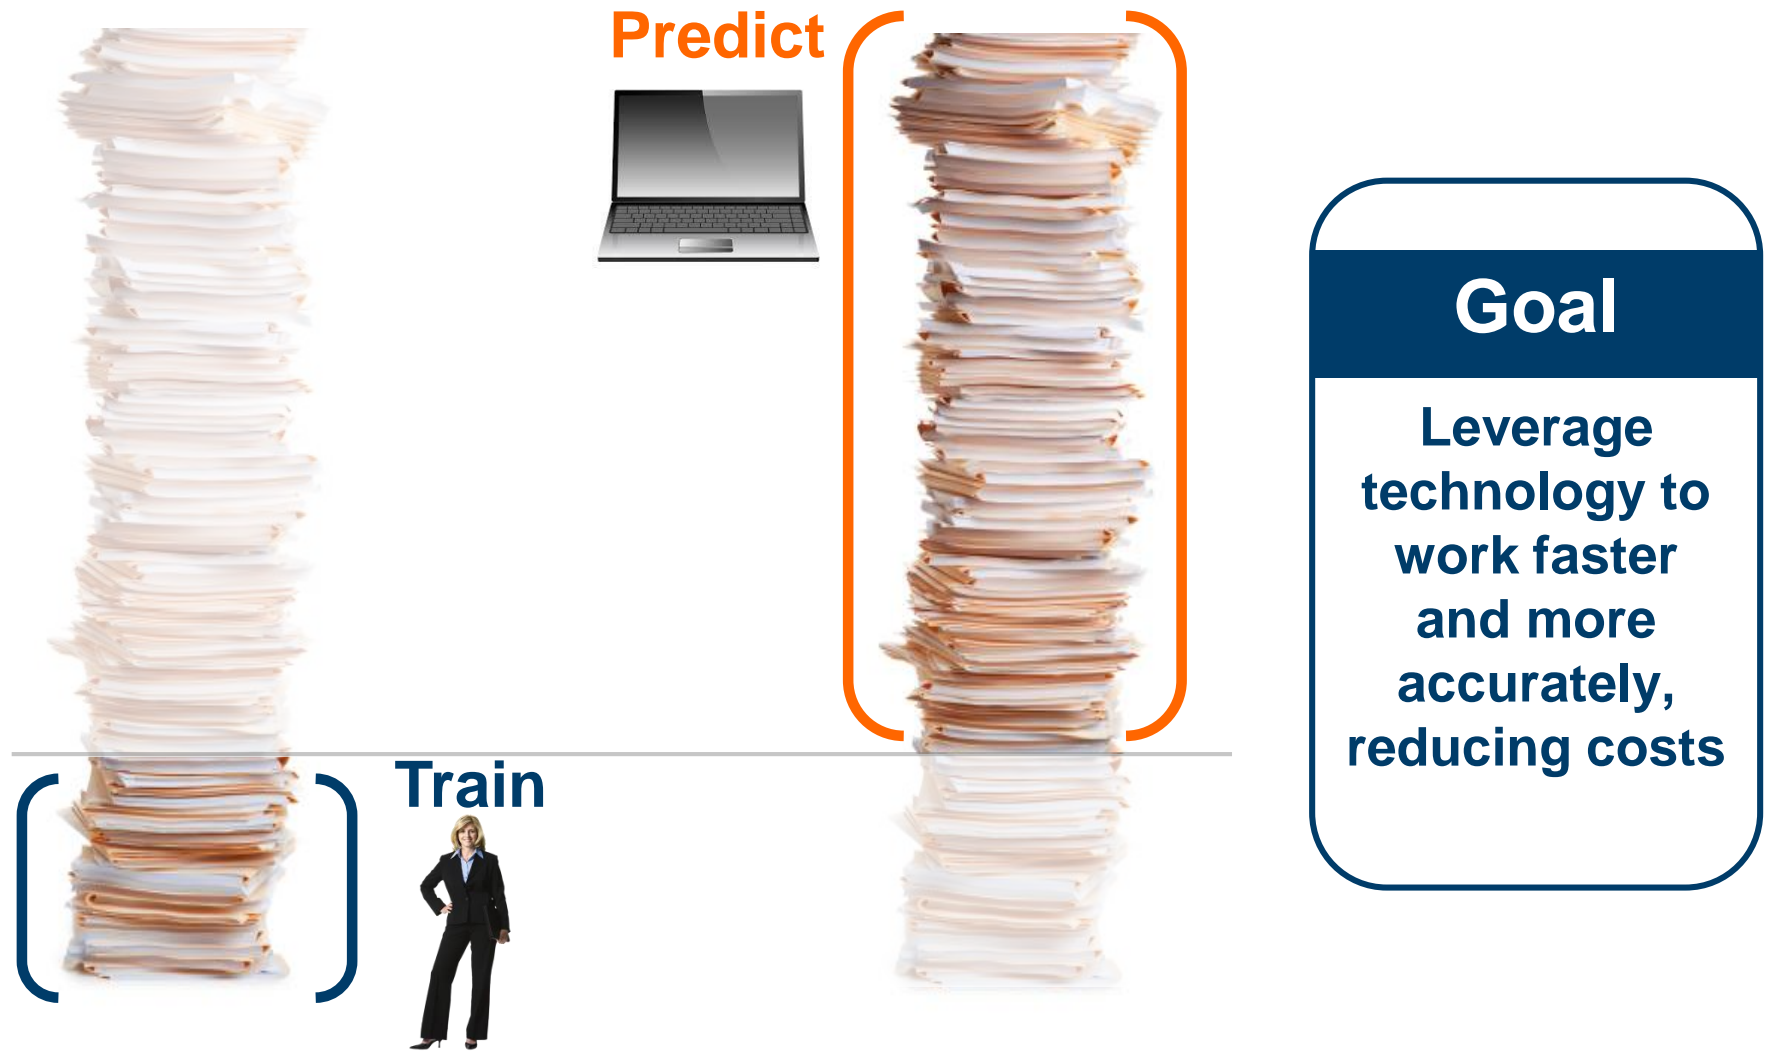 Predict
Train
Goal
Leverage
technology to
work faster
and more
accurately,
reducing costs